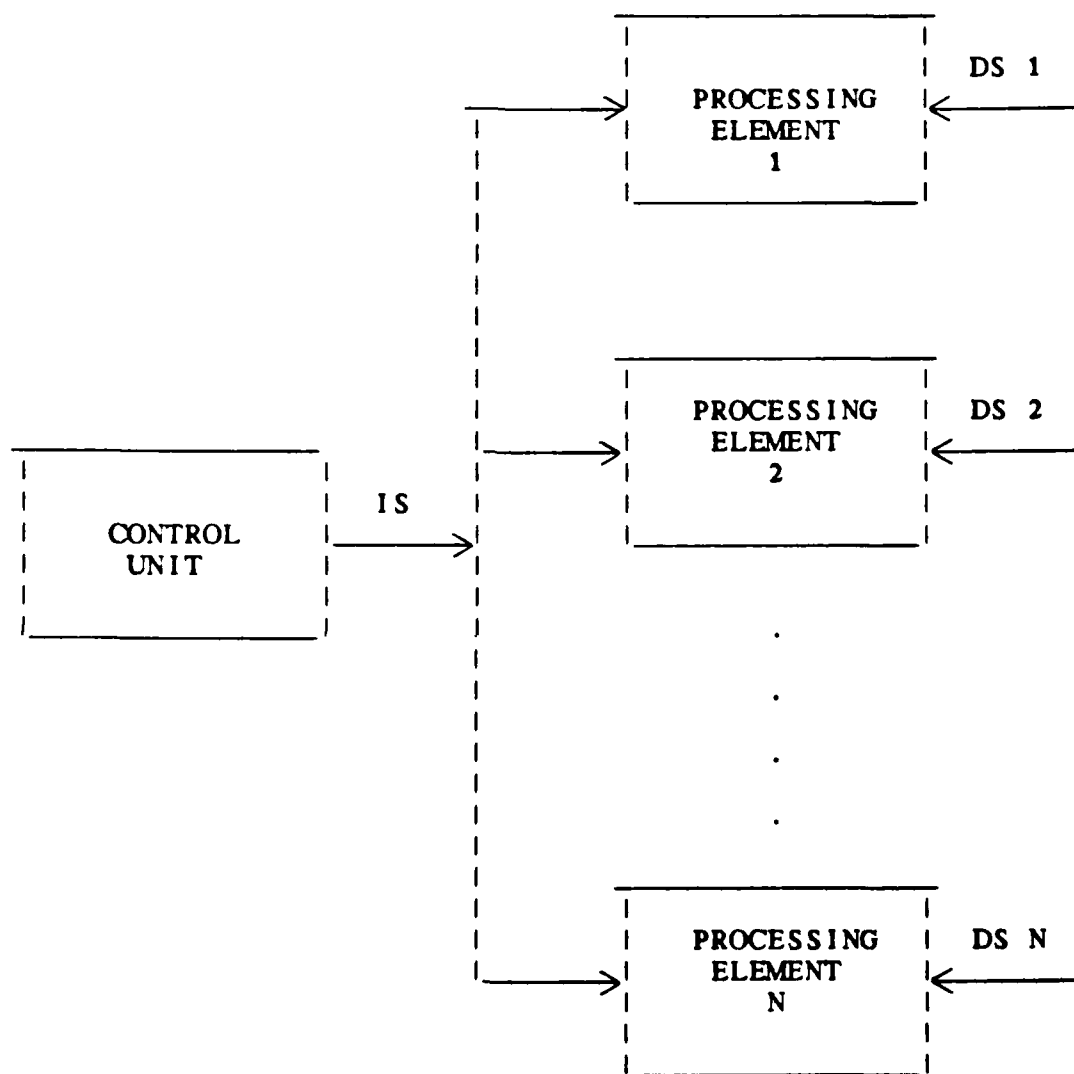 DS 1
PROCESSING
ELEMENT
1
PROCESSING
ELEMENT
2
DS 2
IS
CONTROL
UNIT
PROCESSING
ELEMENT
N
DS N